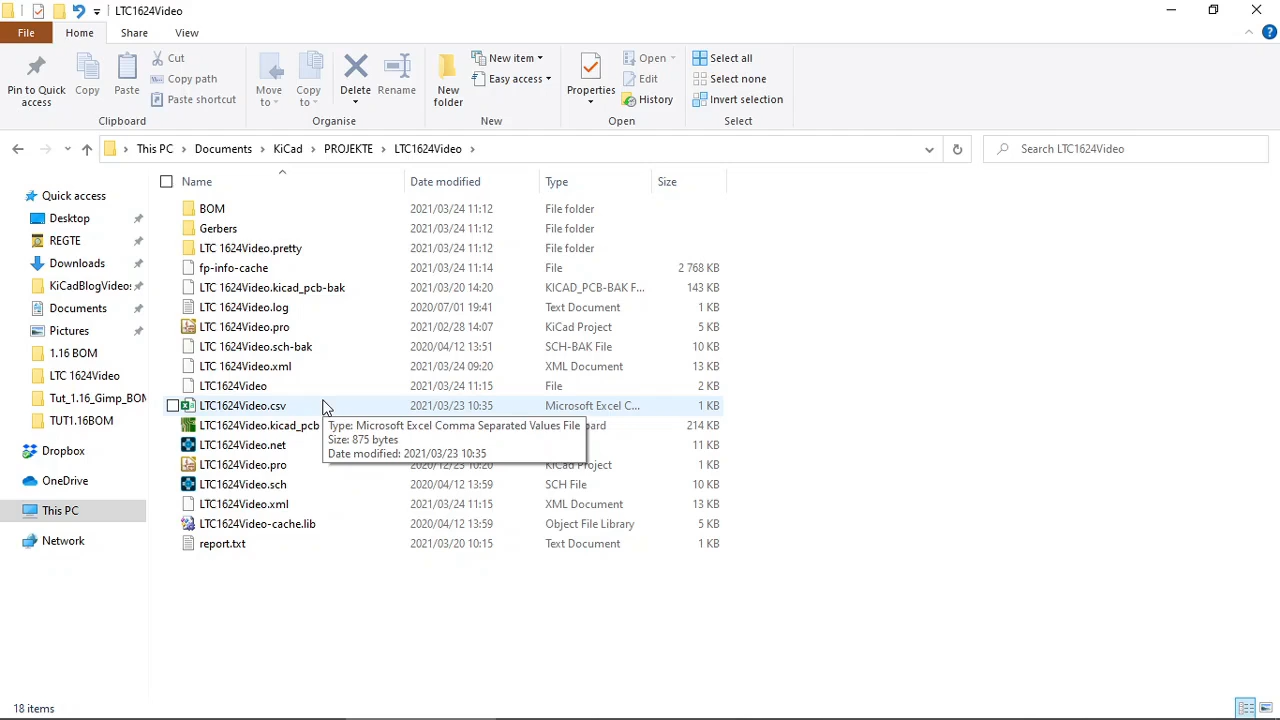 LTC1624Video
File Home Share View
Pin to Quick access
Copy
Paste
Cut
Copy path
Paste shortcut
Clipboard
Move to
Copy to
Delete
Rename
Organise
New folder
New item
Easy access
New
Properties
Open
Edit
History
Open
Select all
Select none
Invert selection
Select
This PC > Documents > KiCad > PROJEKTE > LTC1624Video >
Search LTC1624Video
Quick access
Desktop
REGTE
Downloads
KiCadBlogVideos
Documents
Pictures
1.16 BOM
LTC 1624Video
Tut_1.16_Gimp_BOM
TUT1.16BOM
Dropbox
OneDrive
This PC
Network
Name Date modified Type Size
BOM 2021/03/24 11:12 File folder
Gerbers 2021/03/24 11:12 File folder
LTC 1624Video.pretty 2021/03/24 11:12 File folder
fp-info-cache 2021/03/24 11:14 File 2 768 KB
LTC 1624Video.kicad_pcb-bak 2021/03/20 14:20 KICAD_PCB-BAK F... 143 KB
LTC 1624Video.log 2020/07/01 19:41 Text Document 1 KB
LTC 1624Video.pro 2021/02/28 14:07 KiCad Project 5 KB
LTC 1624Video.sch-bak 2020/04/12 13:51 SCH-BAK File 10 KB
LTC 1624Video.xml 2021/03/24 09:20 XML Document 13 KB
LTC1624Video 2021/03/24 11:15 File 2 KB
LTC1624Video.csv 2021/03/23 10:35 Microsoft Excel C... 1 KB
LTC1624Video.kicad_pcb 214 KB
Type: Microsoft Excel Comma Separated Values File
Size: 875 bytes
Date modified: 2021/03/23 10:35
LTC1624Video.net 11 KB
LTC1624Video.pro 2020/12/23 10:20 KiCad Project 5 KB
LTC1624Video.sch 2020/04/12 13:59 SCH File 10 KB
LTC1624Video.xml 2021/03/24 11:15 XML Document 13 KB
LTC1624Video-cache.lib 2020/04/12 13:59 Object File Library 5 KB
report.txt 2021/03/20 10:15 Text Document 1 KB
18 items